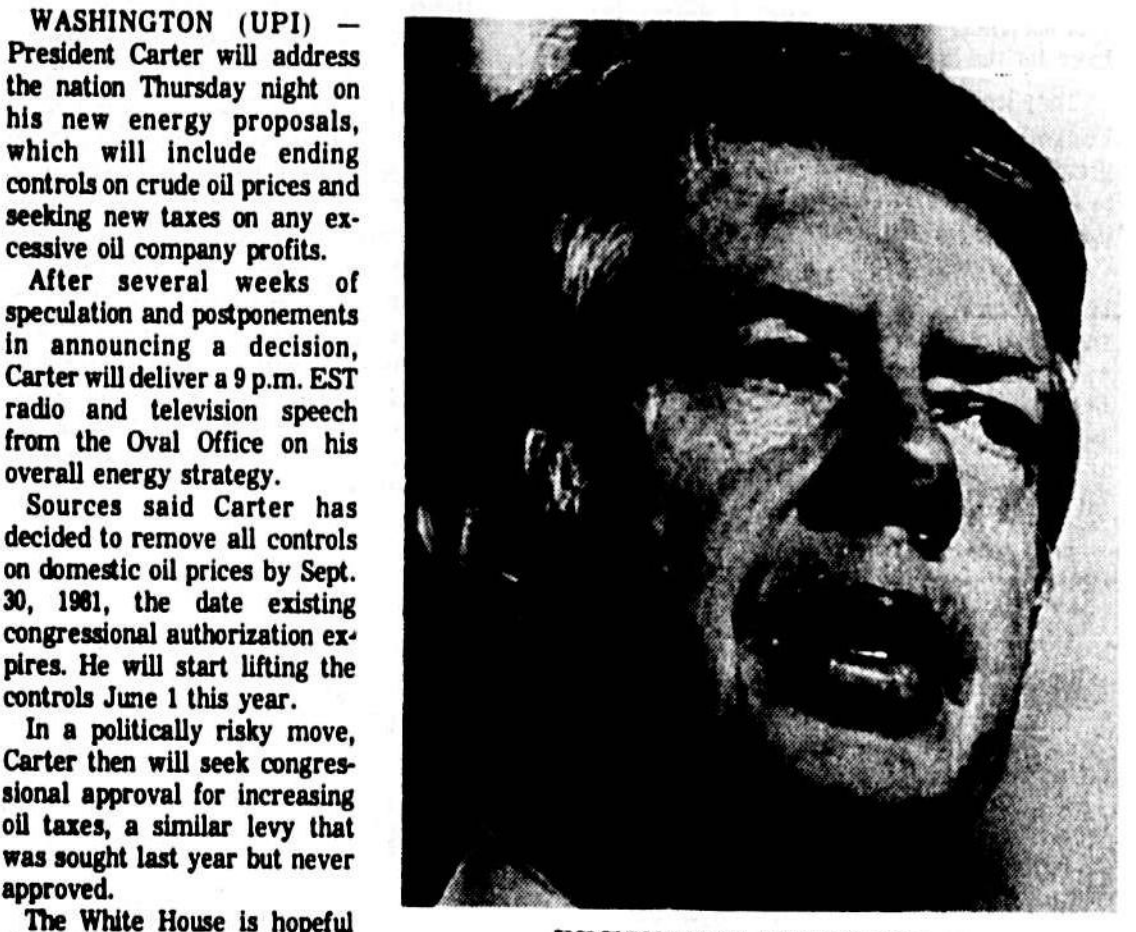 WASHINGTON (UPI) —
President Carter will address
the nation Thursday night on
his new energy proposals,
which will include ending
controls on crude oil prices and
seeking new taxes on any ex-
cessive oil company profits.
After several weeks of
speculation and postponements
in announcing a decision,
Carter will deliver a 9 p.m. EST
radio and television speech
from the Oval Office on his
overall energy strategy.
Sources said Carter has
decided to remove all controls
on domestic oil prices by Sept.
30, 1981, the date existing
congressional authorization ex-
pires. He will start lifting the
controls June 1 this year.
In a politically risky move,
Carter then will seek congres-
sional approval for increasing
oil taxes, a similar levy that
was sought last year but never
approved.
The White House is hopeful